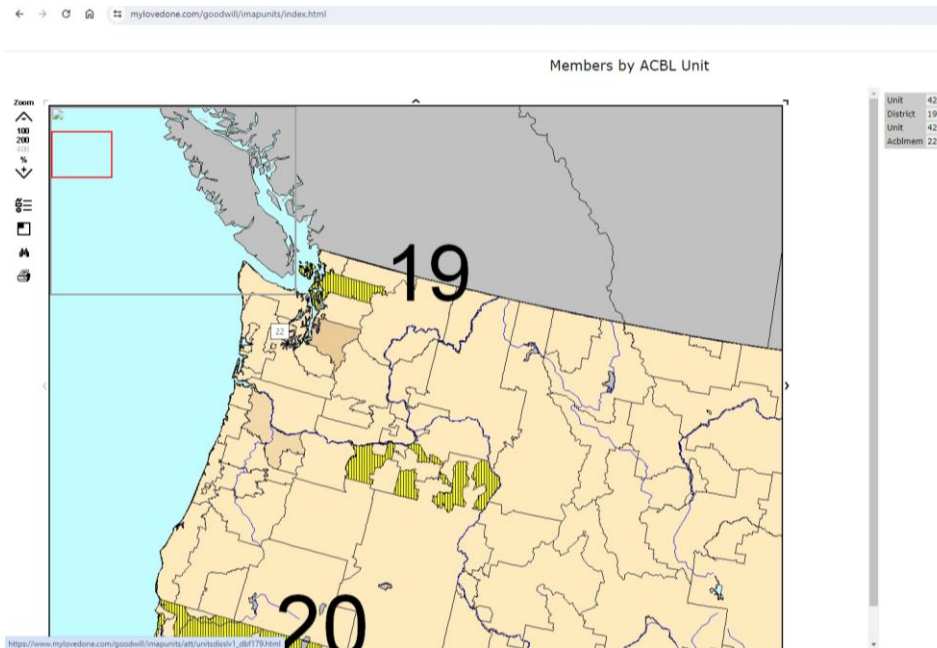 mylovedone.com/goodwill/imapunits/index.html
Members by ACBL Unit
Zoom
100
200
400
%
Unit 42
District 19
Unit 42
Acblmem 22
19
22
20
https://www.mylovedone.com/goodwill/imapunits/att/unitsdisslv1_dbf179.html